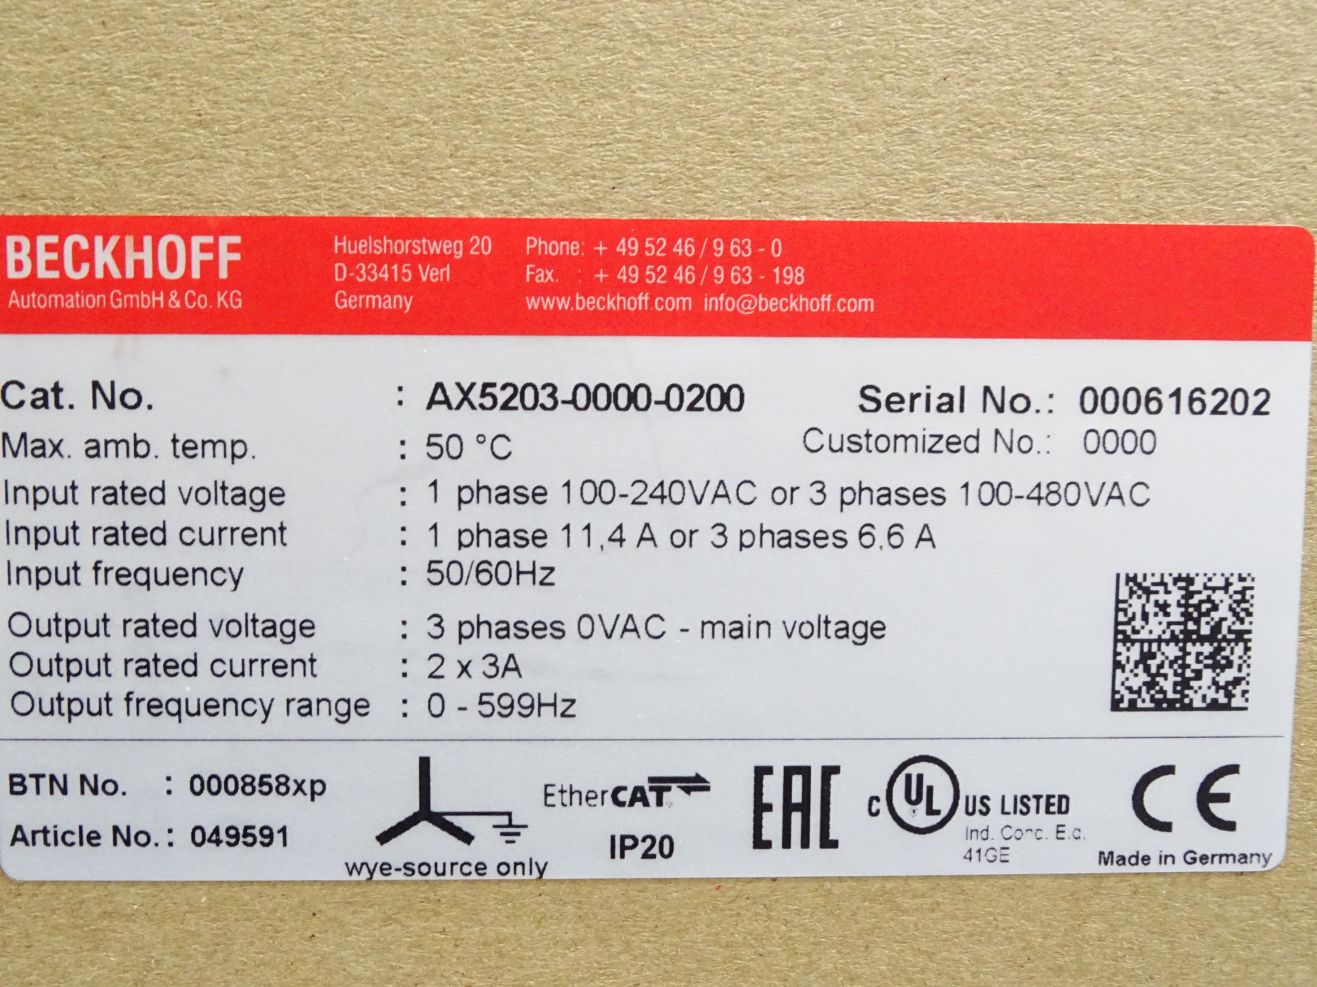 BECKHOFF
Automation GmbH & Co. KG
Huelshorstweg 20
D-33415 Verl
Germany
Phone: + 49 52 46 / 9 63 - 0
Fax. : + 49 52 46 / 9 63 - 198
www.beckhoff.com info@beckhoff.com
Cat. No. : AX5203-0000-0200 Serial No.: 000616202
Max. amb. temp. : 50 °C Customized No.: 0000
Input rated voltage : 1 phase 100-240VAC or 3 phases 100-480VAC
Input rated current : 1 phase 11,4 A or 3 phases 6,6 A
Input frequency : 50/60Hz
Output rated voltage : 3 phases 0VAC - main voltage
Output rated current : 2 x 3A
Output frequency range : 0 - 599Hz
BTN No. : 000858xp
Article No. : 049591
wye-source only
EtherCAT
IP20
EAC
c UL US LISTED
Ind. Conc. E.q.
41GE
CE
Made in Germany